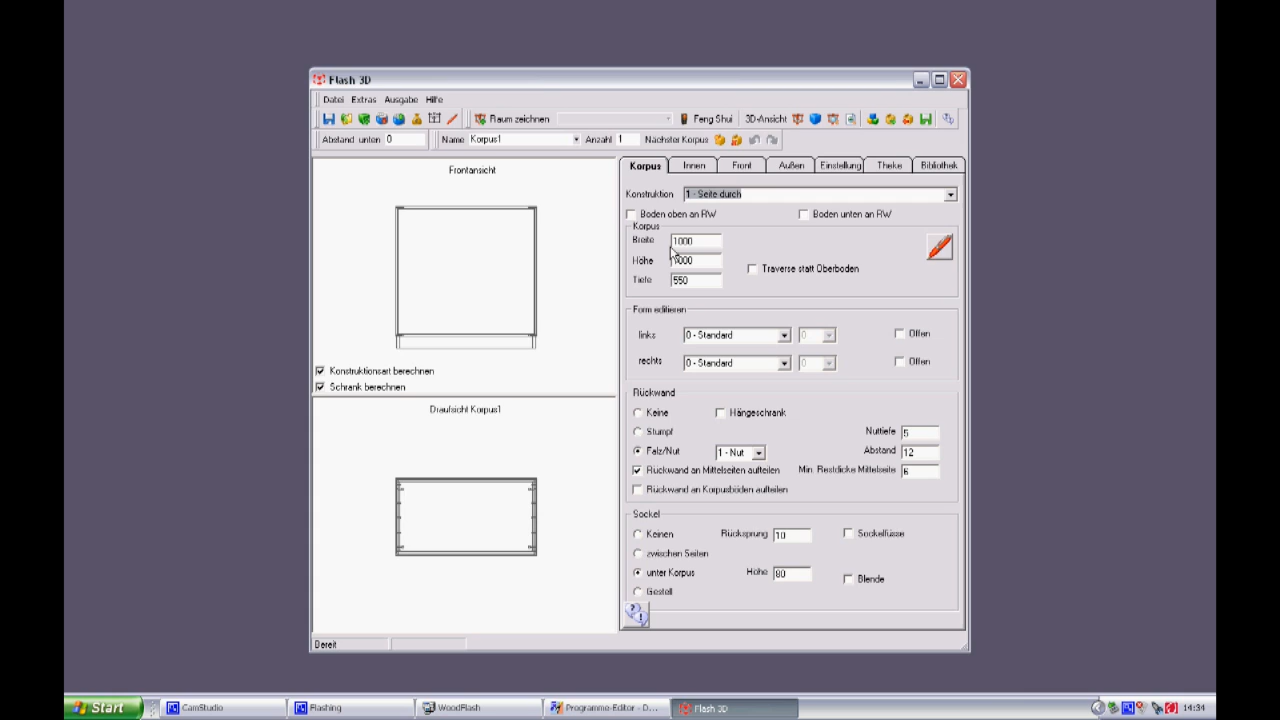 Flash 3D
Datei Extras Ausgabe Hilfe
Raum zeichnen Feng Shui 3D-Ansicht
Abstand unten 0 Name Korpus1 Anzahl 1 Nächster Korpus
Frontansicht
Korpus Innen Front Außen Einstellung Theke Bibliothek
Konstruktion 1 - Seite durch
Boden oben an RW Boden unten an RW
Korpus
Breite 1000
Höhe 1000
Traverse statt Oberboden
Tiefe 550
Form editieren
links 0 - Standard 0 Offen
rechts 0 - Standard 0 Offen
Konstruktionsart berechnen
Schrank berechnen
Draufsicht Korpus1
Rückwand
Keine Hängeschrank
Stumpf Nuttiefe 5
Falz/Nut 1 - Nut Abstand 12
Rückwand an Mittelseiten aufteilen Min. Restdicke Mittelseite 6
Rückwand an Korpusböden aufteilen
Sockel
Keinen Rücksprung 10 Sockelfüsse
zwischen Seiten
unter Korpus Höhe 80 Blende
Gestell
Bereit
Start CamStudio Flashing WoodFlash Programme-Editor - D... Flash 3D 14:34